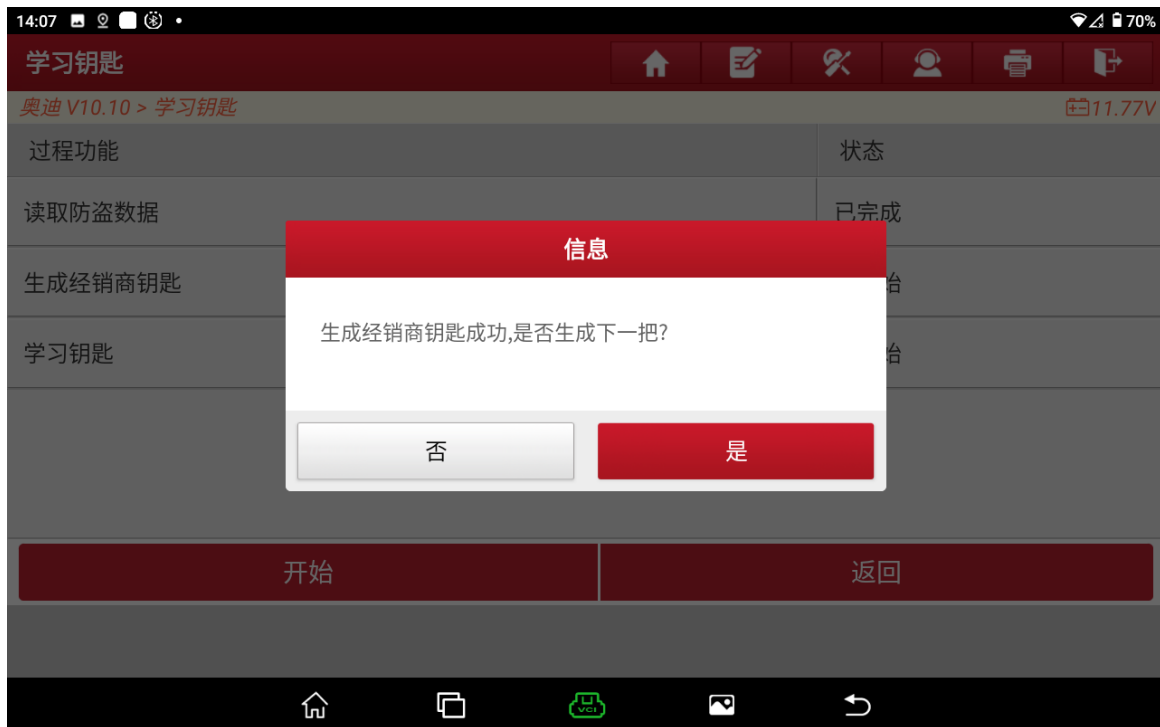 14:07
70%
学习钥匙
奥迪 V10.10 > 学习钥匙
11.77V
过程功能
状态
读取防盗数据
已完成
信息
生成经销商钥匙
始
生成经销商钥匙成功,是否生成下一把?
学习钥匙
始
否
是
开始
返回
VCI